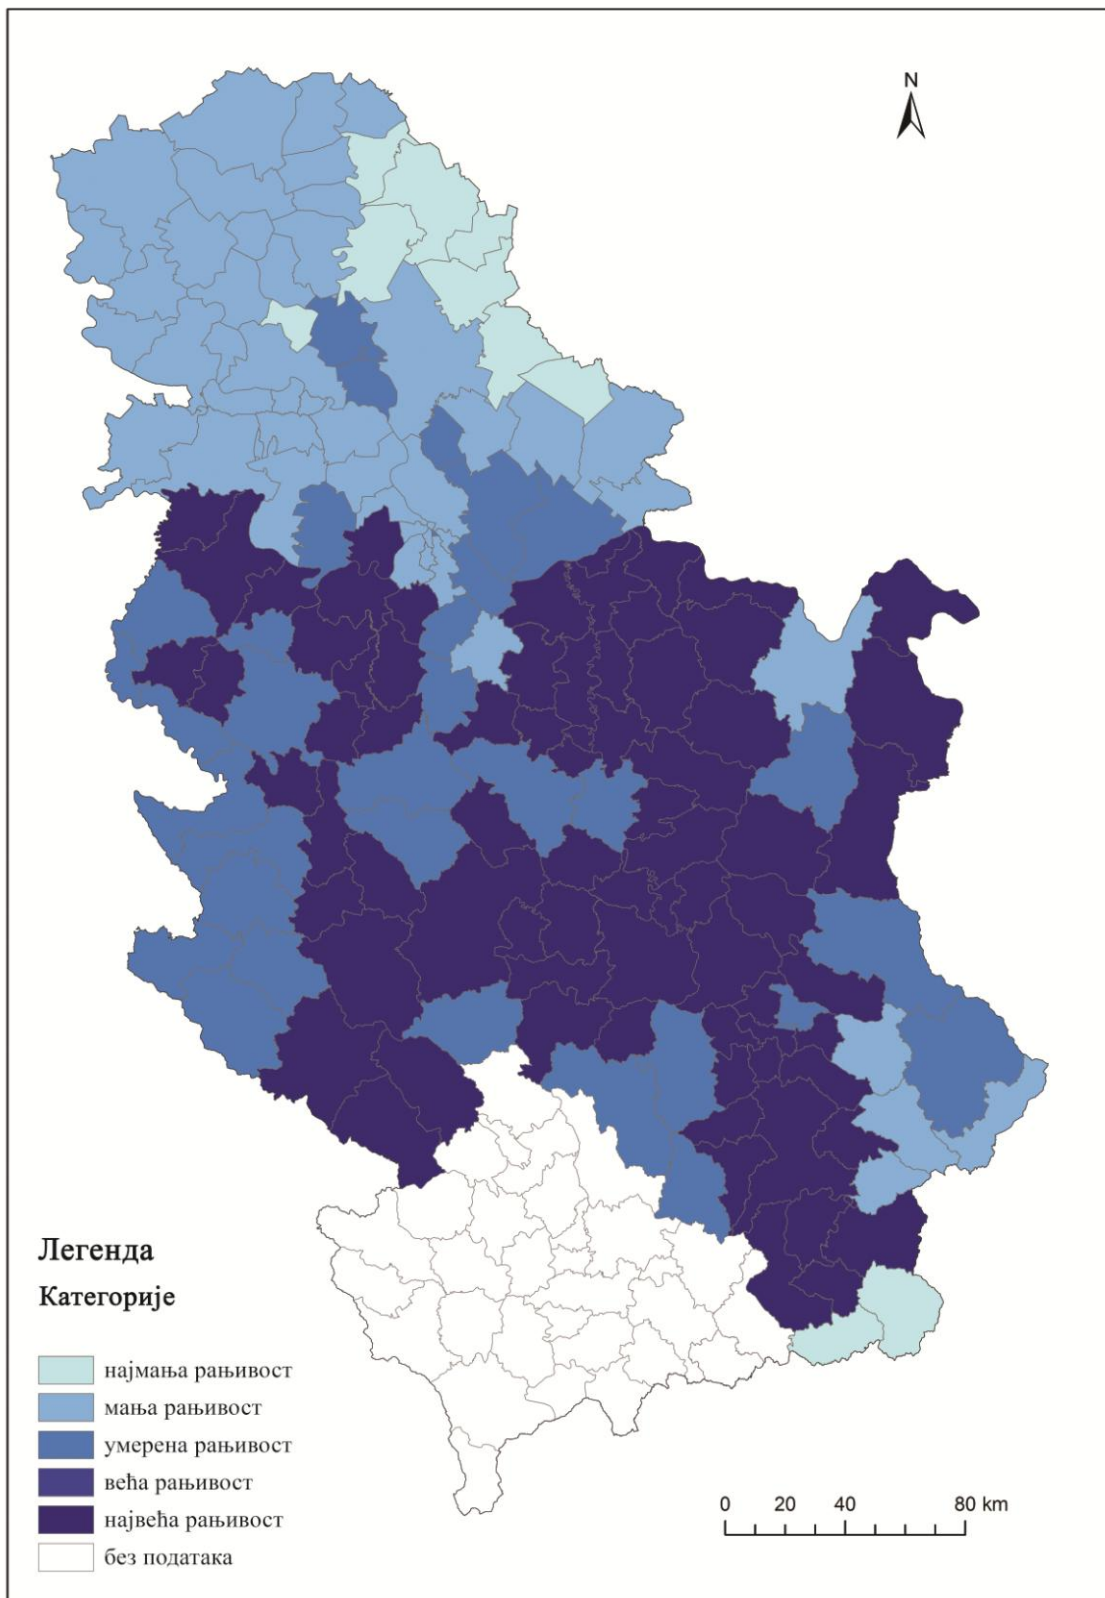 N
Легенда
Категорије
најмања рањивост
мања рањивост
умерена рањивост
већа рањивост
највећа рањивост
без података
0 20 40 80 km